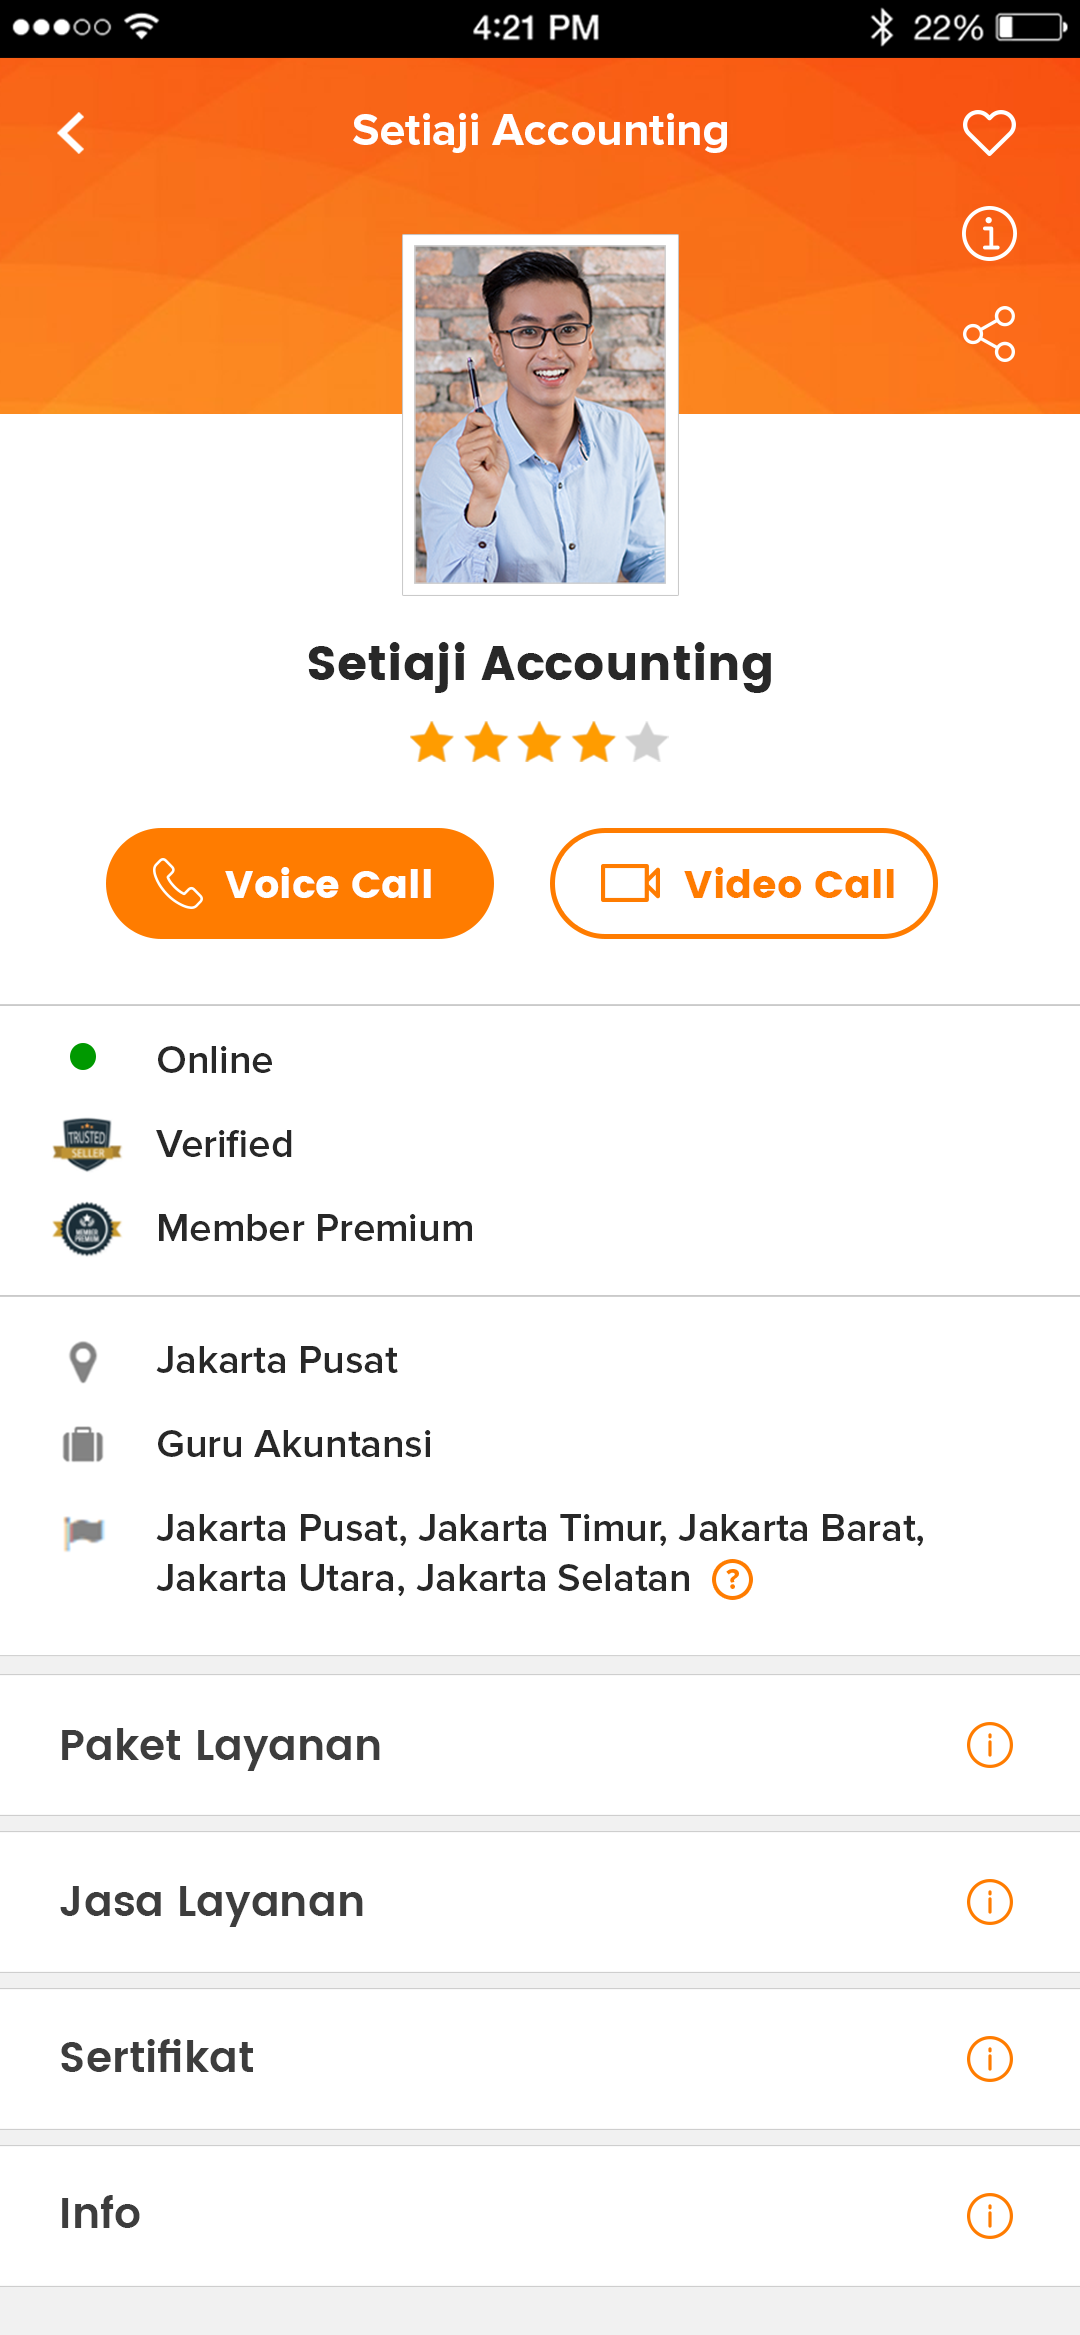 4:21 PM 22%
Setiaji Accounting
Setiaji Accounting
Voice Call
Video Call
Online
TRUSTED
SELLER
Verified
MEMBER
PREMIUM
Member Premium
Jakarta Pusat
Guru Akuntansi
Jakarta Pusat, Jakarta Timur, Jakarta Barat,
Jakarta Utara, Jakarta Selatan ?
Paket Layanan
Jasa Layanan
Sertifikat
Info